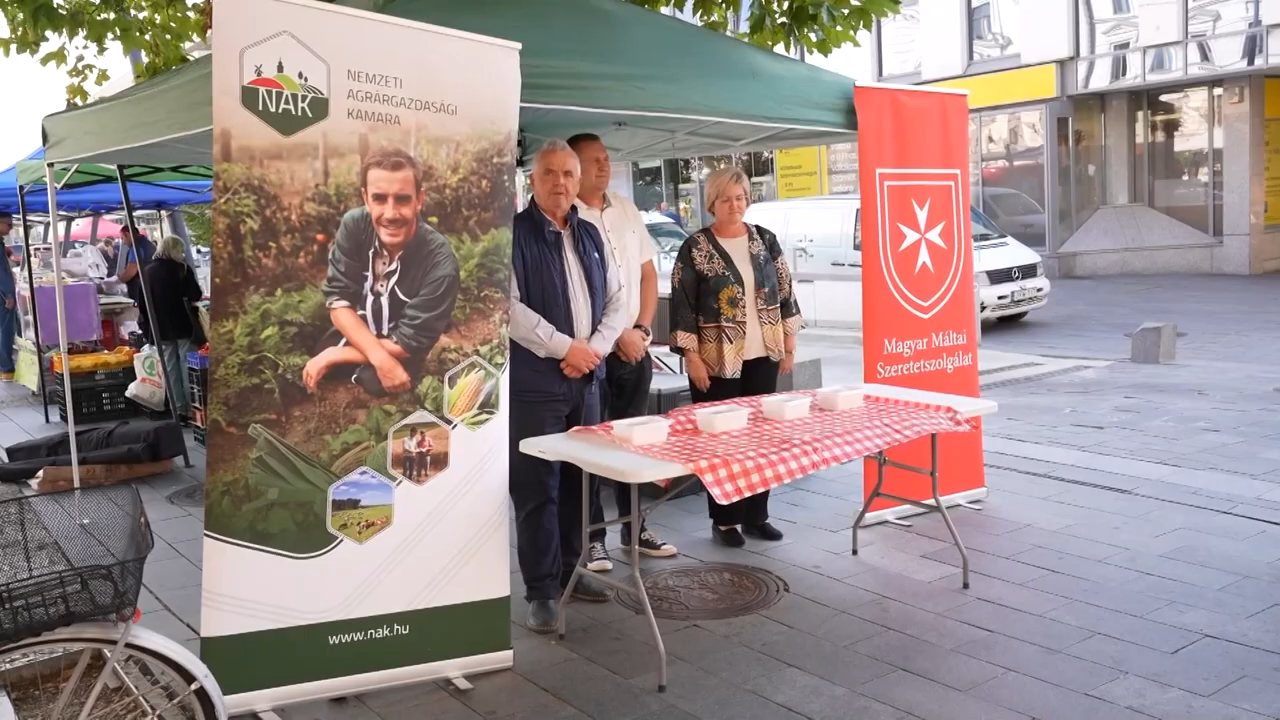 NAK
NEMZETI
AGRÁRGAZDASÁGI
KAMARA
www.nak.hu
Magyar Máltai
Szeretetszolgálat